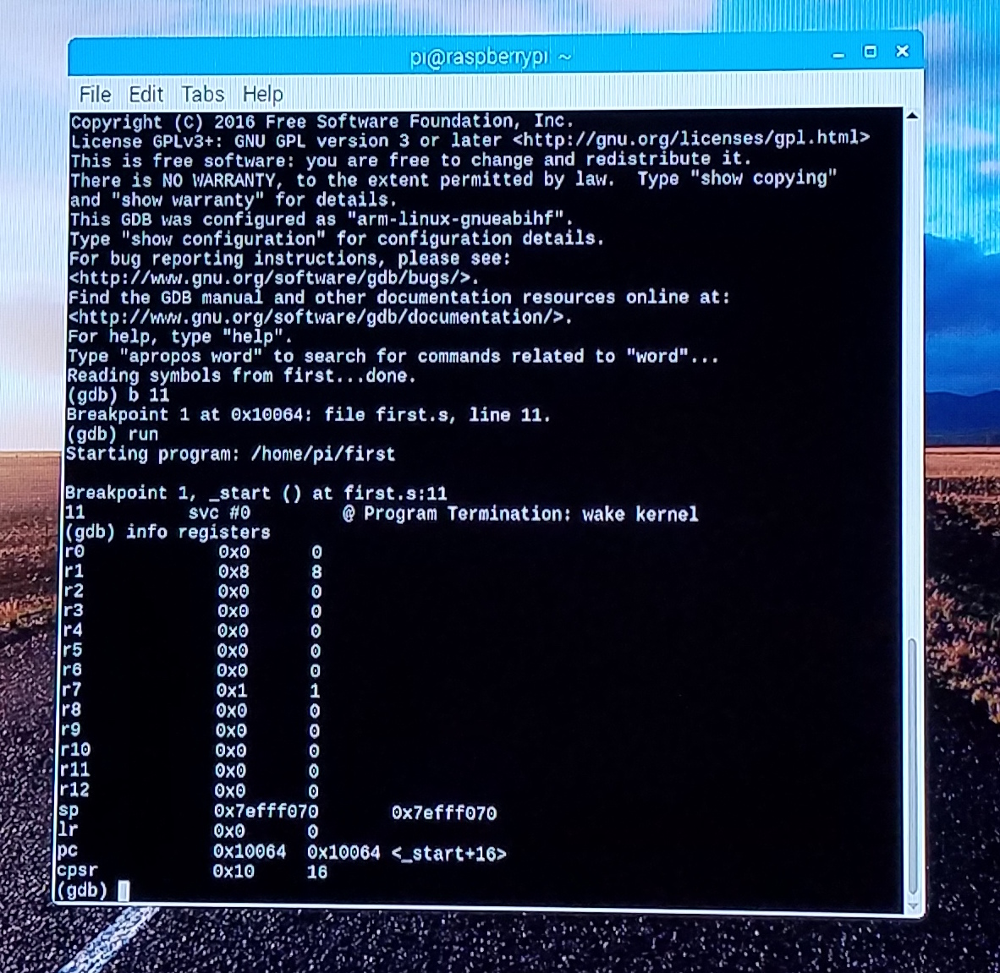 pi@raspberrypi ~
File Edit Tabs Help
Copyright (C) 2016 Free Software Foundation, Inc.
License GPLv3+: GNU GPL version 3 or later <http://gnu.org/licenses/gpl.html>
This is free software: you are free to change and redistribute it.
There is NO WARRANTY, to the extent permitted by law.  Type "show copying"
and "show warranty" for details.
This GDB was configured as "arm-linux-gnueabihf".
Type "show configuration" for configuration details.
For bug reporting instructions, please see:
<http://www.gnu.org/software/gdb/bugs/>.
Find the GDB manual and other documentation resources online at:
<http://www.gnu.org/software/gdb/documentation/>.
For help, type "help".
Type "apropos word" to search for commands related to "word"...
Reading symbols from first...done.
(gdb) b 11
Breakpoint 1 at 0x10064: file first.s, line 11.
(gdb) run
Starting program: /home/pi/first
Breakpoint 1, _start () at first.s:11
11 svc #0 @ Program Termination: wake kernel
(gdb) info registers
r0 0x0 0
r1 0x8 8
r2 0x0 0
r3 0x0 0
r4 0x0 0
r5 0x0 0
r6 0x0 0
r7 0x1 1
r8 0x0 0
r9 0x0 0
r10 0x0 0
r11 0x0 0
r12 0x0 0
sp 0x7efff070 0x7efff070
lr 0x0 0
pc 0x10064 0x10064 <_start+16>
cpsr 0x10 16
(gdb)